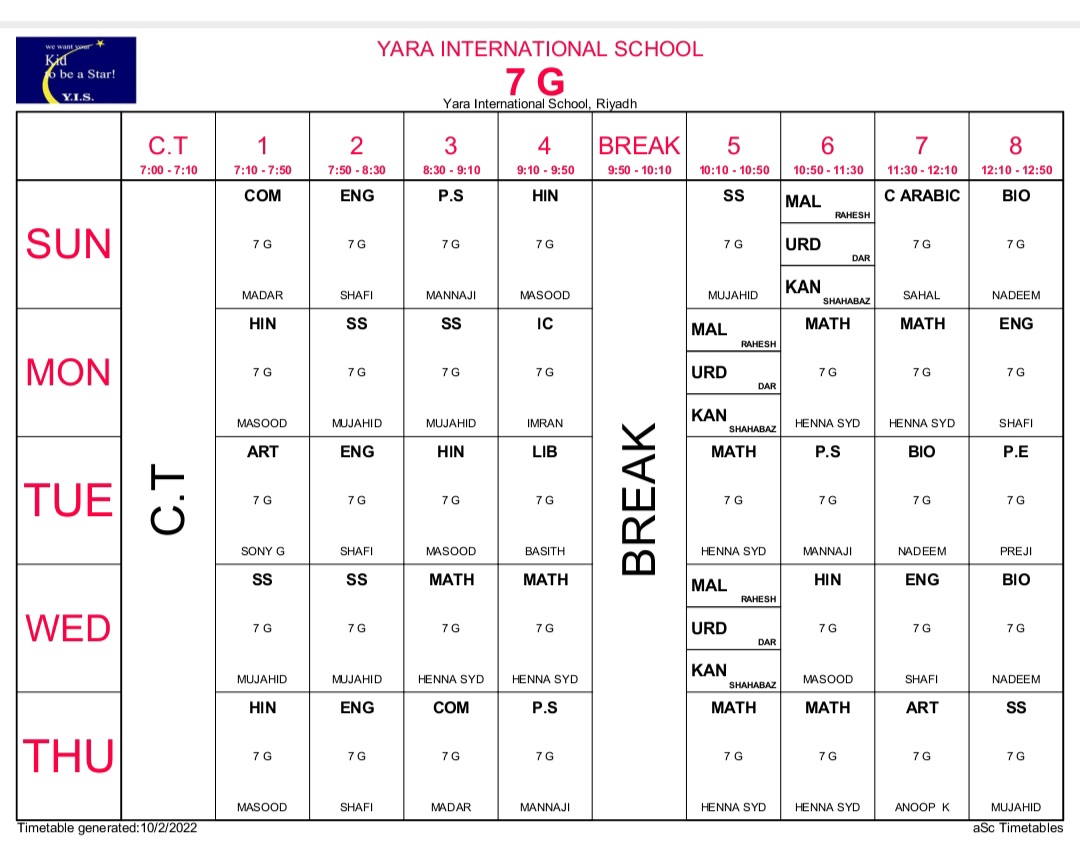 we want your
Kid
to be a Star!
Y.I.S.
YARA INTERNATIONAL SCHOOL
7 G
Yara International School, Riyadh
C.T 1 2 3 4 BREAK 5 6 7 8
7:00 - 7:10 7:10 - 7:50 7:50 - 8:30 8:30 - 9:10 9:10 - 9:50 9:50 - 10:10 10:10 - 10:50 10:50 - 11:30 11:30 - 12:10 12:10 - 12:50
C.T
BREAK
SUN
COM ENG P.S HIN SS MAL RAHESH C ARABIC BIO
7 G 7 G 7 G 7 G 7 G URD DAR 7 G 7 G
MADAR SHAFI MANNAJI MASOOD MUJAHID KAN SHAHABAZ SAHAL NADEEM
MON
HIN SS SS IC MAL RAHESH MATH MATH ENG
7 G 7 G 7 G 7 G URD DAR 7 G 7 G 7 G
MASOOD MUJAHID MUJAHID IMRAN KAN SHAHABAZ HENNA SYD HENNA SYD SHAFI
TUE
ART ENG HIN LIB MATH P.S BIO P.E
7 G 7 G 7 G 7 G 7 G 7 G 7 G 7 G
SONY G SHAFI MASOOD BASITH HENNA SYD MANNAJI NADEEM PREJI
WED
SS SS MATH MATH MAL RAHESH HIN ENG BIO
7 G 7 G 7 G 7 G URD DAR 7 G 7 G 7 G
MUJAHID MUJAHID HENNA SYD HENNA SYD KAN SHAHABAZ MASOOD SHAFI NADEEM
THU
HIN ENG COM P.S MATH MATH ART SS
7 G 7 G 7 G 7 G 7 G 7 G 7 G 7 G
MASOOD SHAFI MADAR MANNAJI HENNA SYD HENNA SYD ANOOP K MUJAHID
Timetable generated:10/2/2022 aSc Timetables